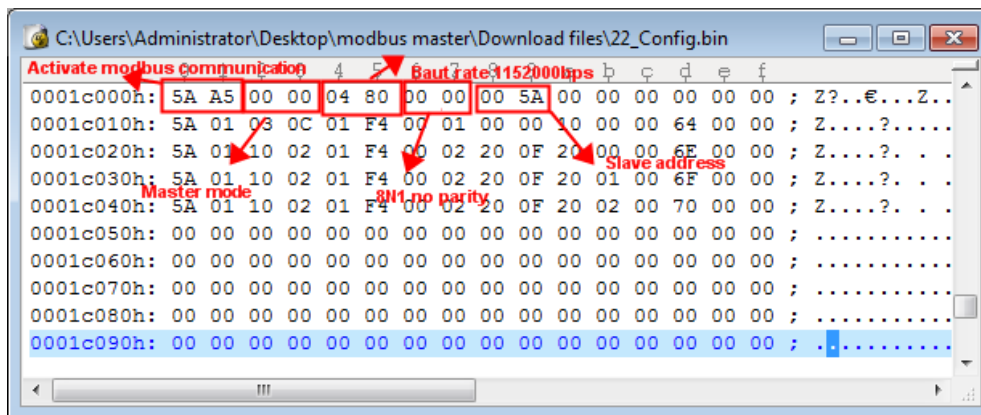 C:\Users\Administrator\Desktop\modbus master\Download files\22_Config.bin
Activate modbus communication 4 5 Baut rate 1152000bps b c d e f
0001c000h: 5A A5 00 00 04 80 00 00 00 5A 00 00 00 00 00 00 ; Z?..€...Z..
0001c010h: 5A 01 03 0C 01 F4 00 01 00 00 10 00 00 64 00 00 ; Z....?.....
0001c020h: 5A 01 10 02 01 F4 00 02 20 0F 20 00 00 6E 00 00 ; Z....?. . .
Slave address
0001c030h: 5A 01 10 02 01 F4 00 02 20 0F 20 01 00 6F 00 00 ; Z....?. . .
Master mode 8N1 no parity
0001c040h: 5A 01 10 02 01 F4 00 02 20 0F 20 02 00 70 00 00 ; Z....?. . .
0001c050h: 00 00 00 00 00 00 00 00 00 00 00 00 00 00 00 00 ; ...........
0001c060h: 00 00 00 00 00 00 00 00 00 00 00 00 00 00 00 00 ; ...........
0001c070h: 00 00 00 00 00 00 00 00 00 00 00 00 00 00 00 00 ; ...........
0001c080h: 00 00 00 00 00 00 00 00 00 00 00 00 00 00 00 00 ; ...........
0001c090h: 00 00 00 00 00 00 00 00 00 00 00 00 00 00 00 00 ; ...........